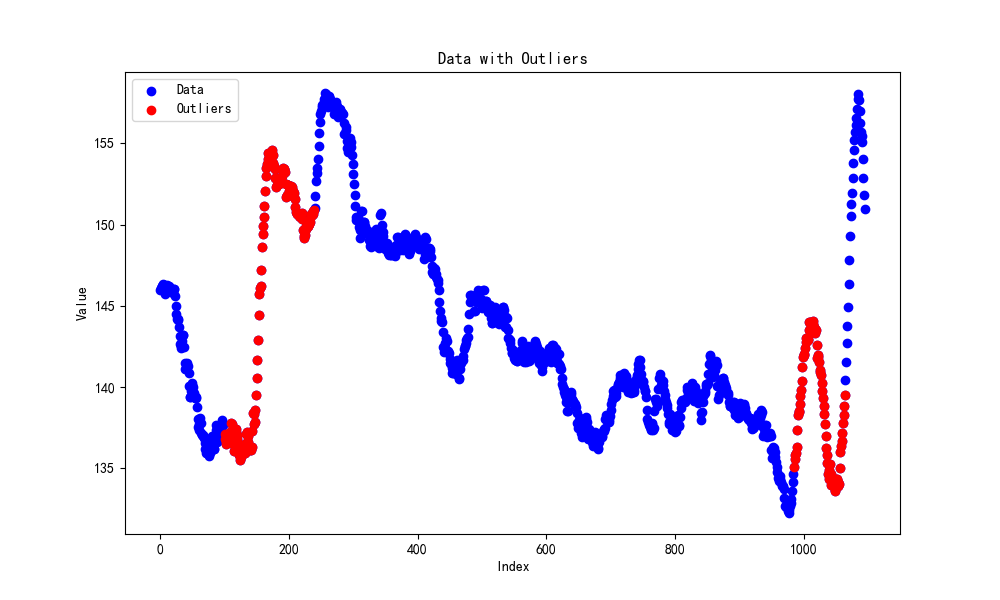 Data with Outliers
Data
Outliers
Value
155
150
145
140
135
0 200 400 600 800 1000
Index